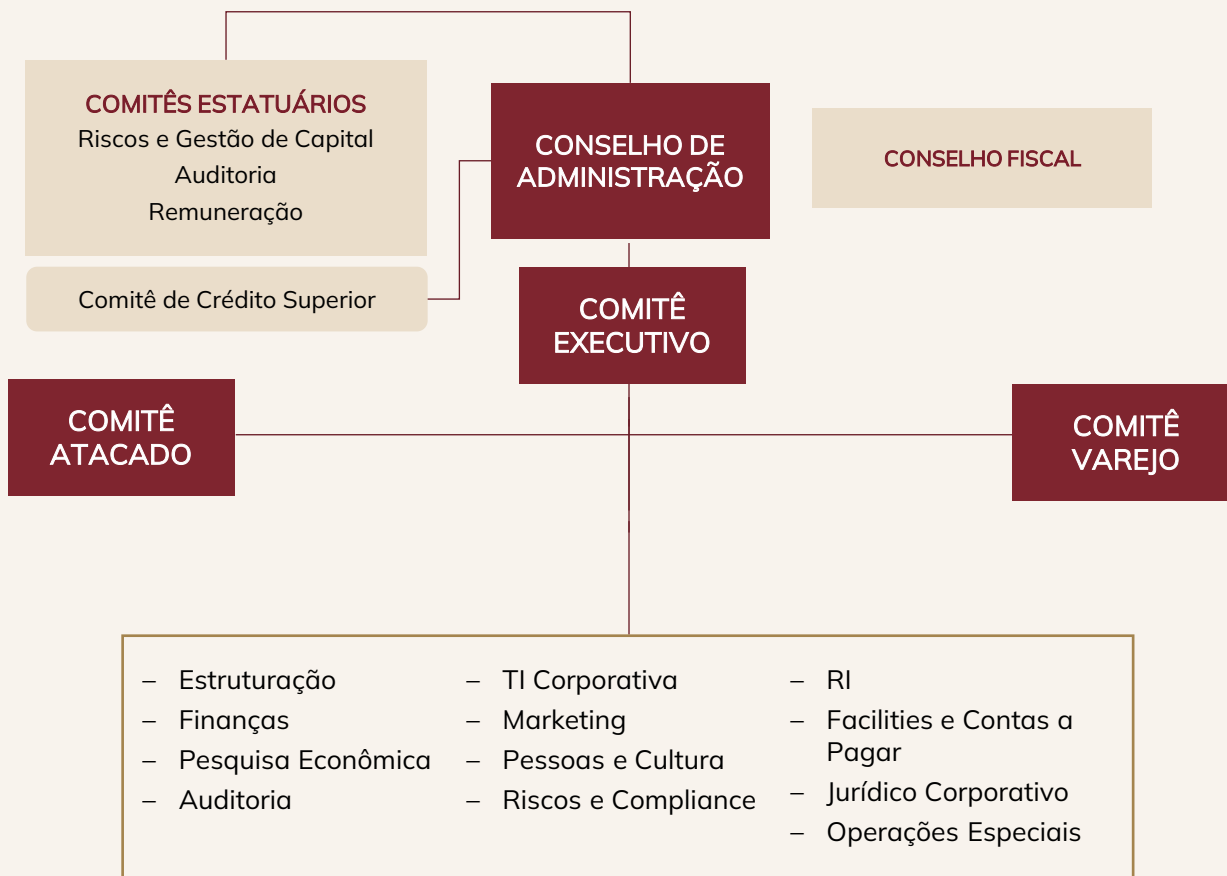 COMITÊS ESTATUÁRIOS
Riscos e Gestão de Capital
Auditoria
Remuneração
Comitê de Crédito Superior
CONSELHO DE
ADMINISTRAÇÃO
CONSELHO FISCAL
COMITÊ
EXECUTIVO
COMITÊ
ATACADO
COMITÊ
VAREJO
– Estruturação
– Finanças
– Pesquisa Econômica
– Auditoria
– TI Corporativa
– Marketing
– Pessoas e Cultura
– Riscos e Compliance
– RI
– Facilities e Contas a
Pagar
– Jurídico Corporativo
– Operações Especiais